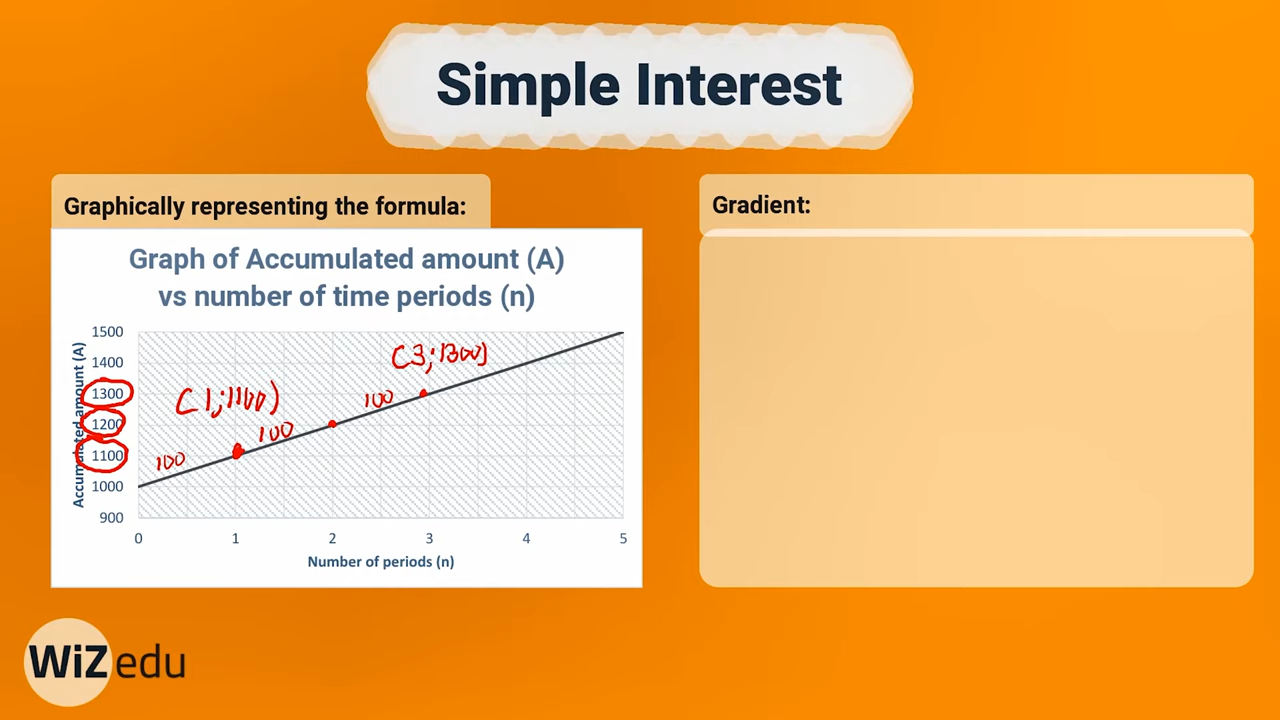 Simple Interest
Graphically representing the formula:
Gradient:
Graph of Accumulated amount (A)
vs number of time periods (n)
Accumulated amount (A)
1500
1400
1300
1200
1100
1000
900
(3;1300)
(1;1100)
100
100
100
0 1 2 3 4 5
Number of periods (n)
WiZedu